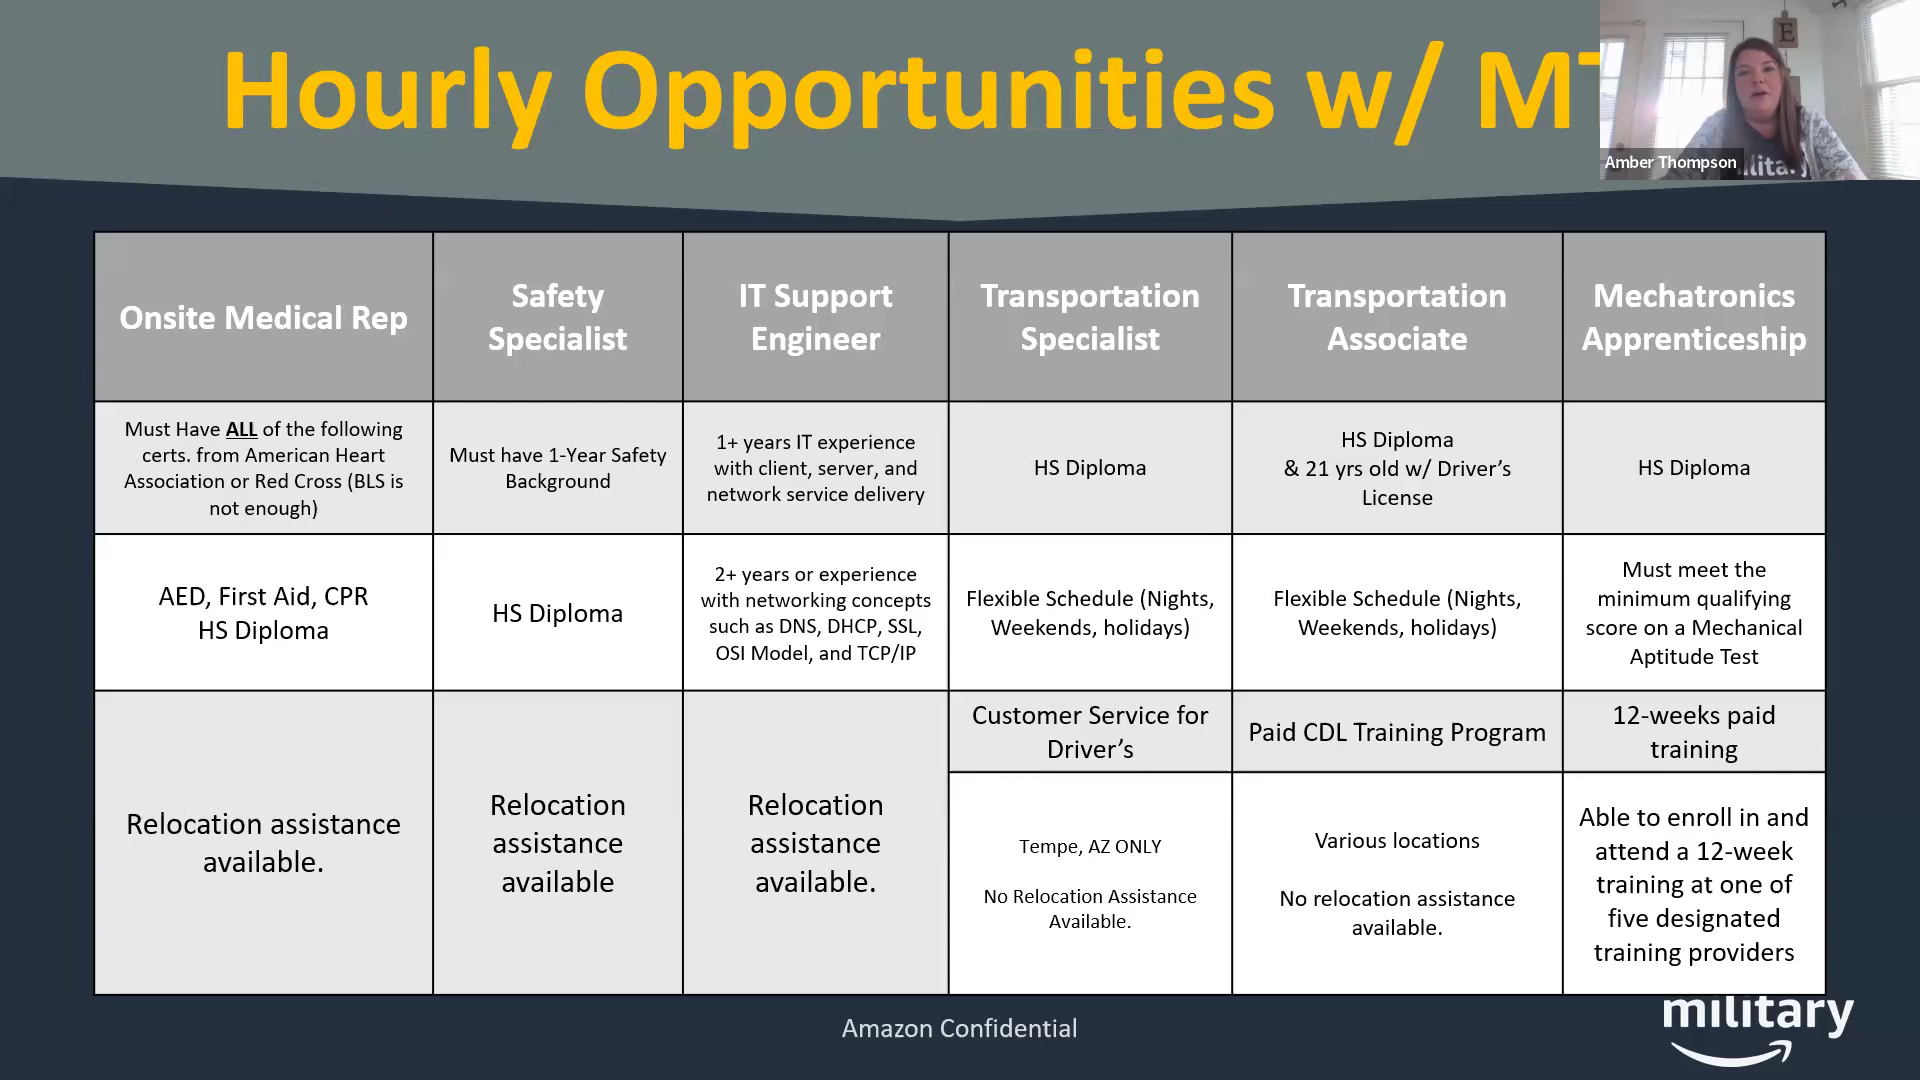 Hourly Opportunities w/ M
E
Amber Thompson
Onsite Medical Rep
Safety
Specialist
IT Support
Engineer
Transportation
Specialist
Transportation
Associate
Mechatronics
Apprenticeship
Must Have ALL of the following
certs. from American Heart
Association or Red Cross (BLS is
not enough)
Must have 1-Year Safety
Background
1+ years IT experience
with client, server, and
network service delivery
HS Diploma
HS Diploma
& 21 yrs old w/ Driver’s
License
HS Diploma
AED, First Aid, CPR
HS Diploma
HS Diploma
2+ years or experience
with networking concepts
such as DNS, DHCP, SSL,
OSI Model, and TCP/IP
Flexible Schedule (Nights,
Weekends, holidays)
Flexible Schedule (Nights,
Weekends, holidays)
Must meet the
minimum qualifying
score on a Mechanical
Aptitude Test
Relocation assistance
available.
Relocation
assistance
available
Relocation
assistance
available.
Customer Service for
Driver’s
Paid CDL Training Program
12-weeks paid
training
Tempe, AZ ONLY
No Relocation Assistance
Available.
Various locations
No relocation assistance
available.
Able to enroll in and
attend a 12-week
training at one of
five designated
training providers
Amazon Confidential
military